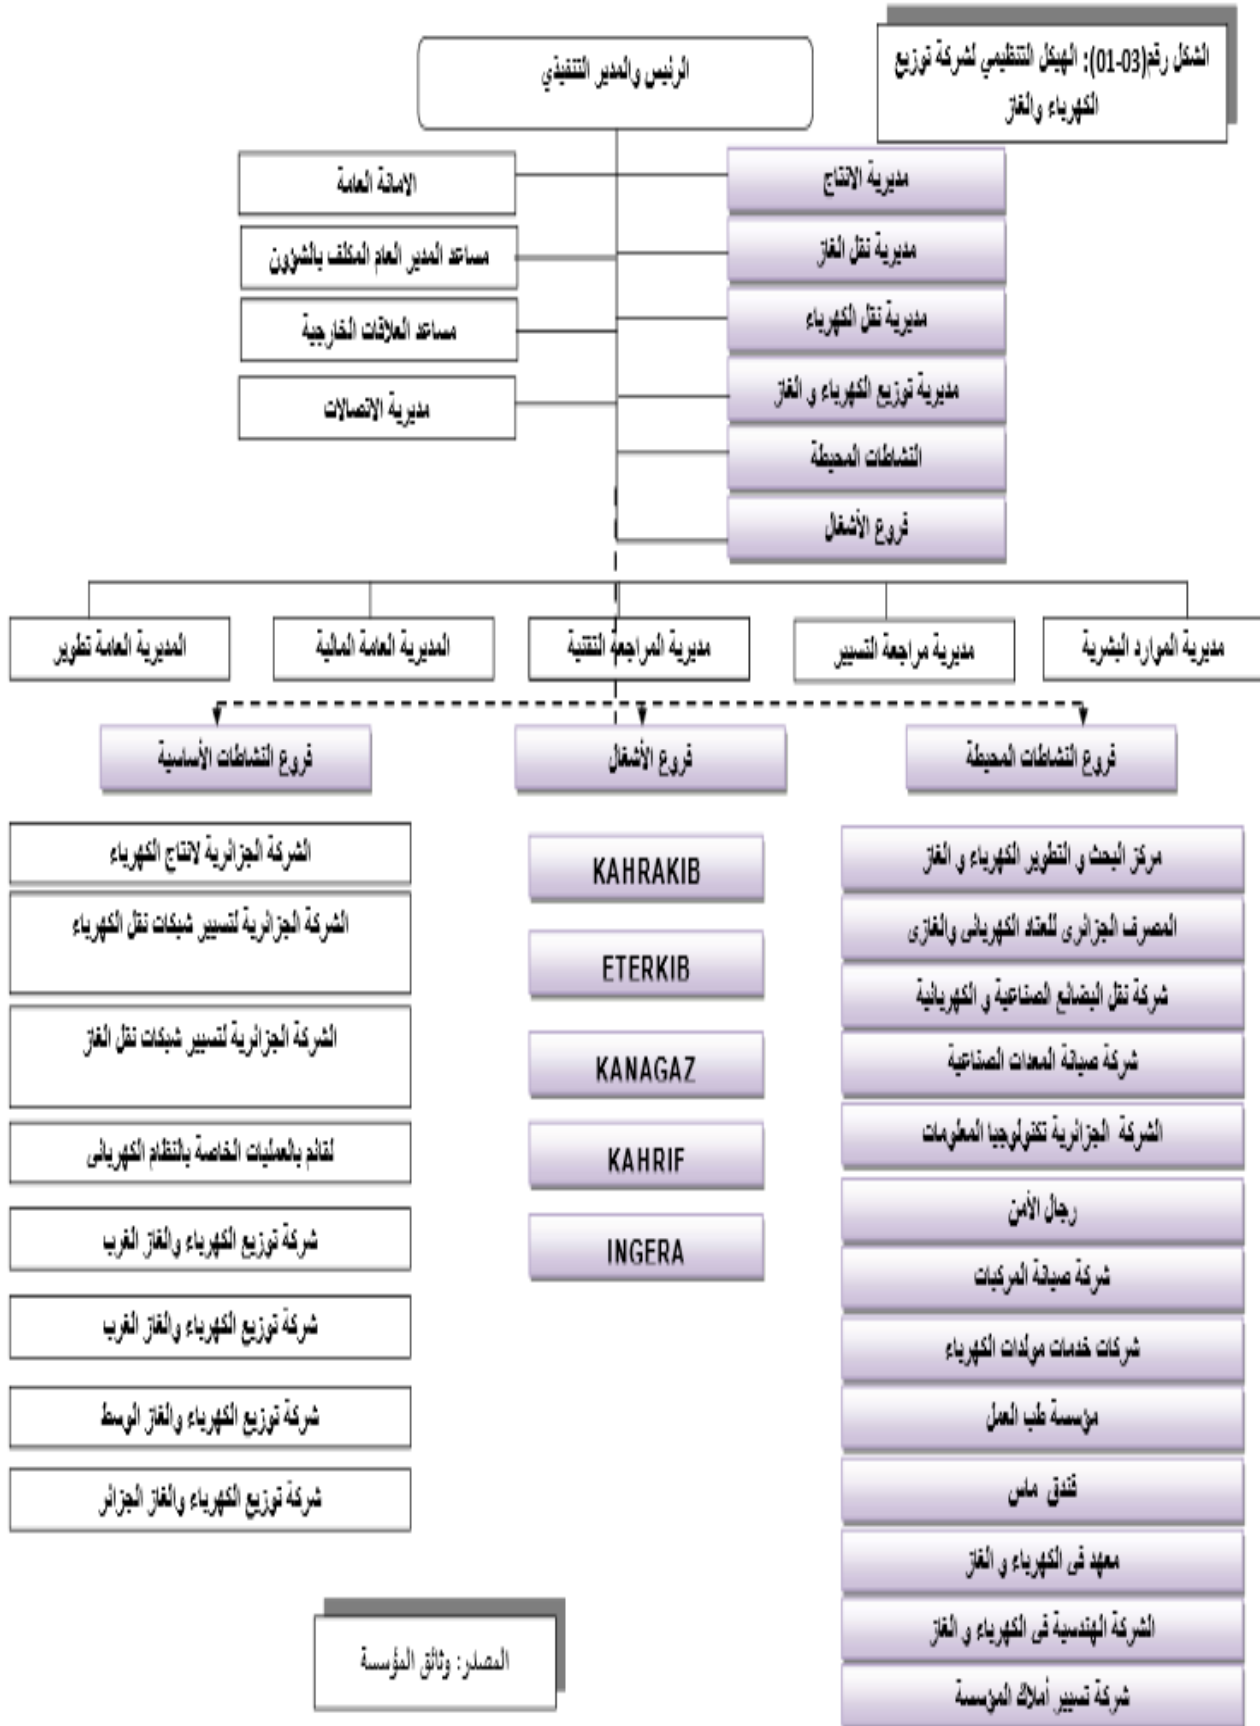 الشكل رقم(03-01): الهيكل التنظيمي لشركة توزيع
الكهرباء والغاز
الرئيس والمدير التنفيذي
مديرية الانتاج
مديرية نقل الغاز
مديرية نقل الكهرباء
مديرية توزيع الكهرباء و الغاز
النشاطات المحيطة
فروع الأشغال
الامانة العامة
مساعد المدير العام المكلف بالشؤون
مساعد العلاقات الخارجية
مديرية الاتصالات
مديرية الموارد البشرية
مديرية مراجعة التسيير
مديرية المراجعة التقنية
المديرية العامة المالية
المديرية العامة تطوير
فروع النشاطات المحيطة
مركز البحث و التطوير الكهرباء و الغاز
المصرف الجزائرى للعتاد الكهربائى والغازى
شركة نقل البضائع الصناعية و الكهربائية
شركة صيانة المعدات الصناعية
الشركة الجزائرية تكنولوجيا المعلومات
رجال الأمن
شركة صيانة المركبات
شركات خدمات مولدات الكهرباء
مؤسسة طب العمل
فندق ماس
معهد فى الكهرباء و الغاز
الشركة الهندسية فى الكهرباء و الغاز
شركة تسيير أملاك المؤسسة
فروع الأشغال
KAHRAKIB
ETERKIB
KANAGAZ
KAHRIF
INGERA
فروع النشاطات الأساسية
الشركة الجزائرية لانتاج الكهرباء
الشركة الجزائرية لتسيير شبكات نقل الكهرباء
الشركة الجزائرية لتسيير شبكات نقل الغاز
لقائم بالعمليات الخاصة بالنظام الكهربائى
شركة توزيع الكهرباء والغاز الغرب
شركة توزيع الكهرباء والغاز الغرب
شركة توزيع الكهرباء والغاز الوسط
شركة توزيع الكهرباء والغاز الجزائر
المصدر: وثائق المؤسسة